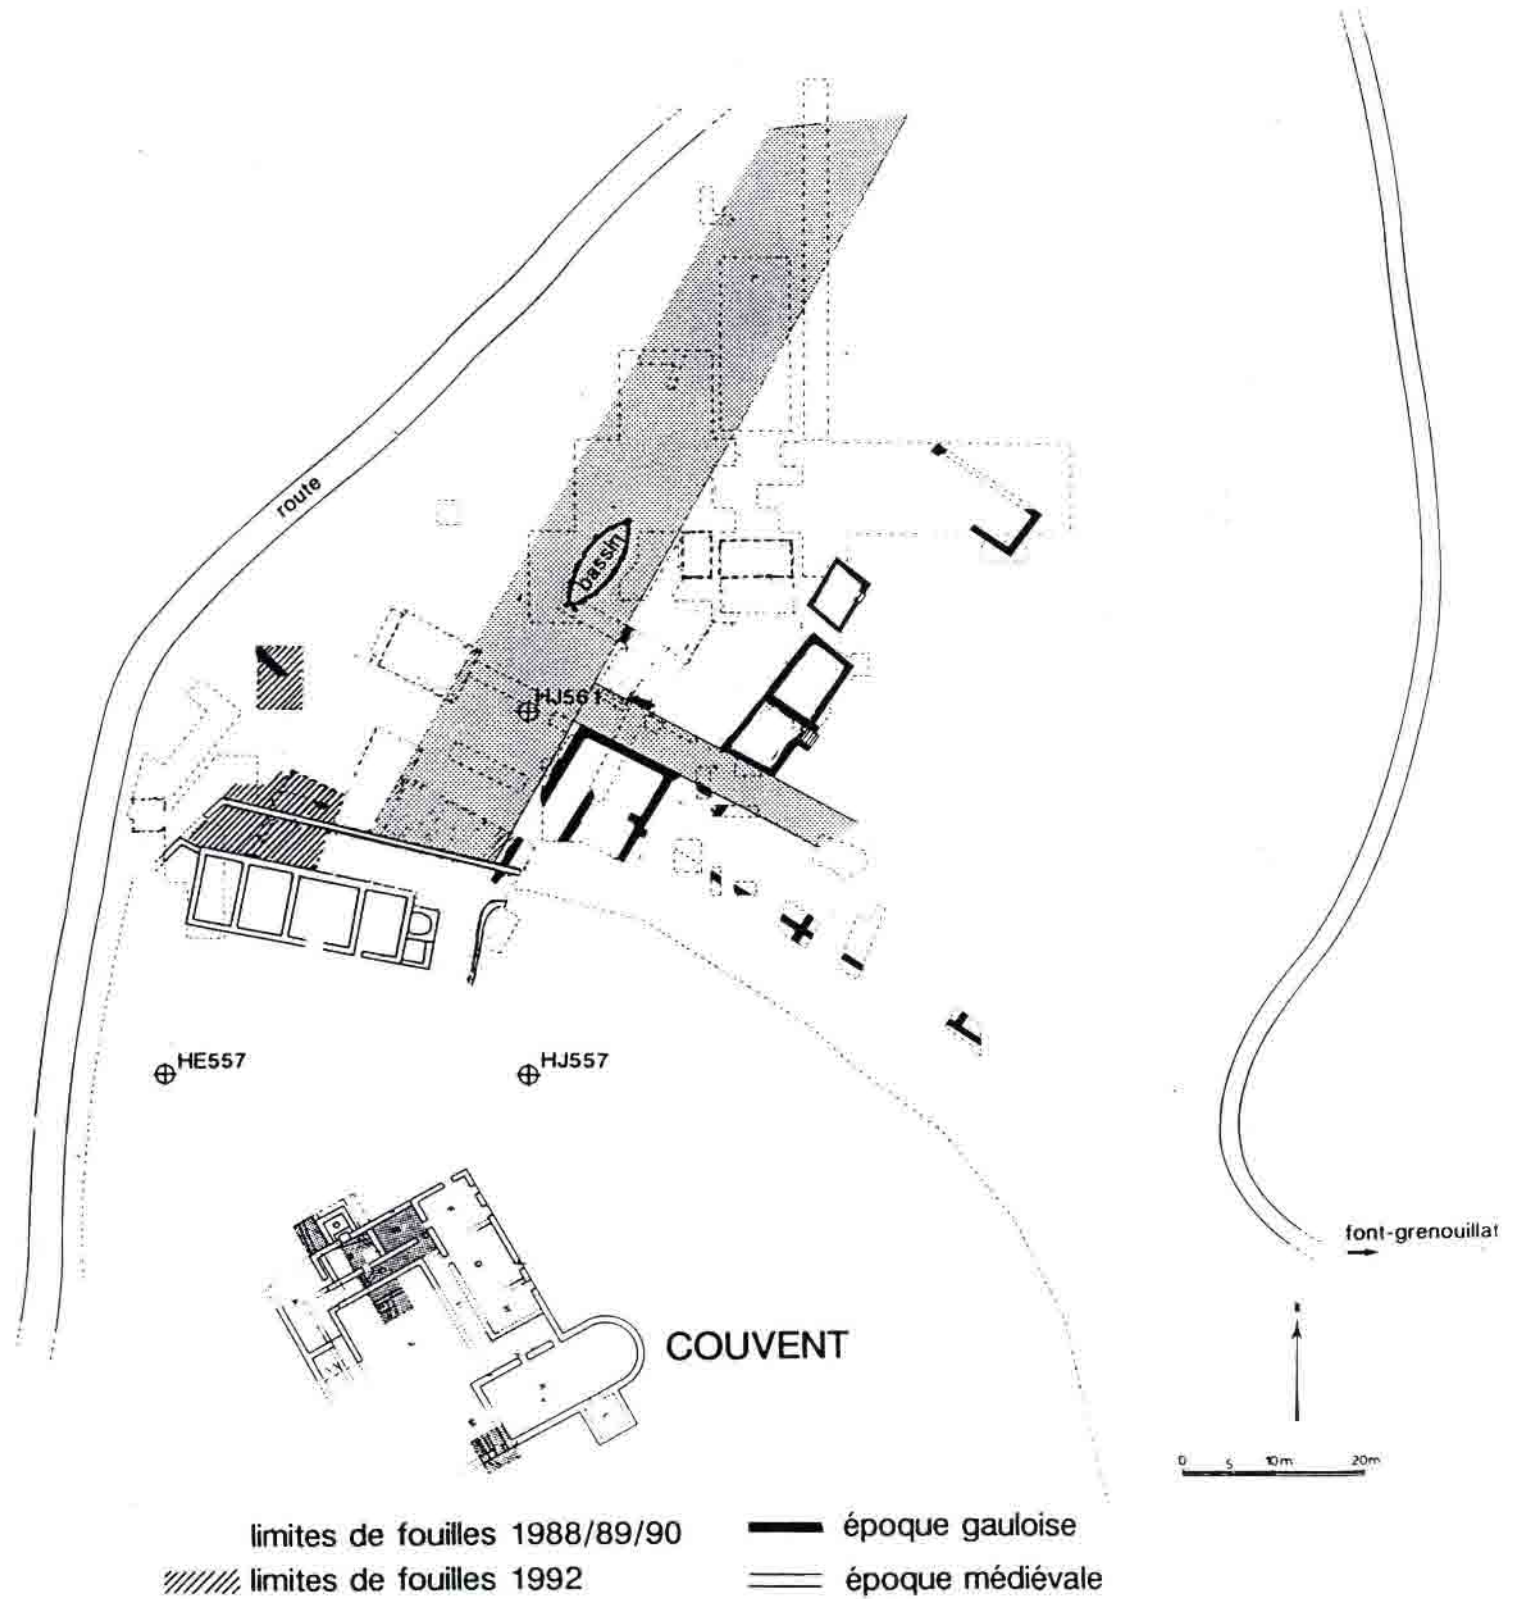 route
bassin
HJ561
HE557
HJ557
font-grenouillat
COUVENT
0 5 10m 20m
limites de fouilles 1988/89/90
époque gauloise
limites de fouilles 1992
époque médiévale